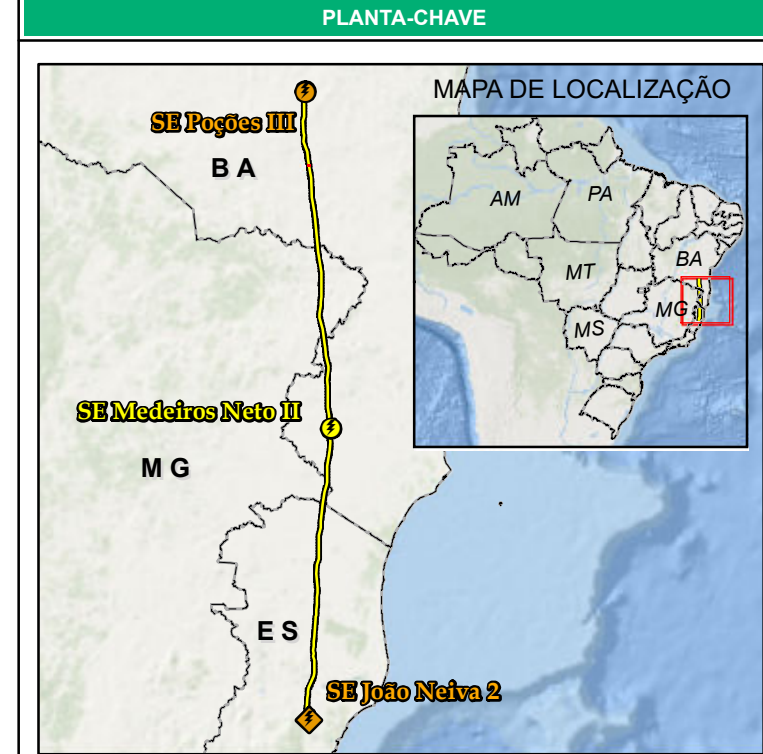 PLANTA-CHAVE
MAPA DE LOCALIZAÇÃO
SE Poções III
B A
AM
PA
BA
MT
MG
MS
SE Medeiros Neto II
M G
E S
SE João Neiva 2